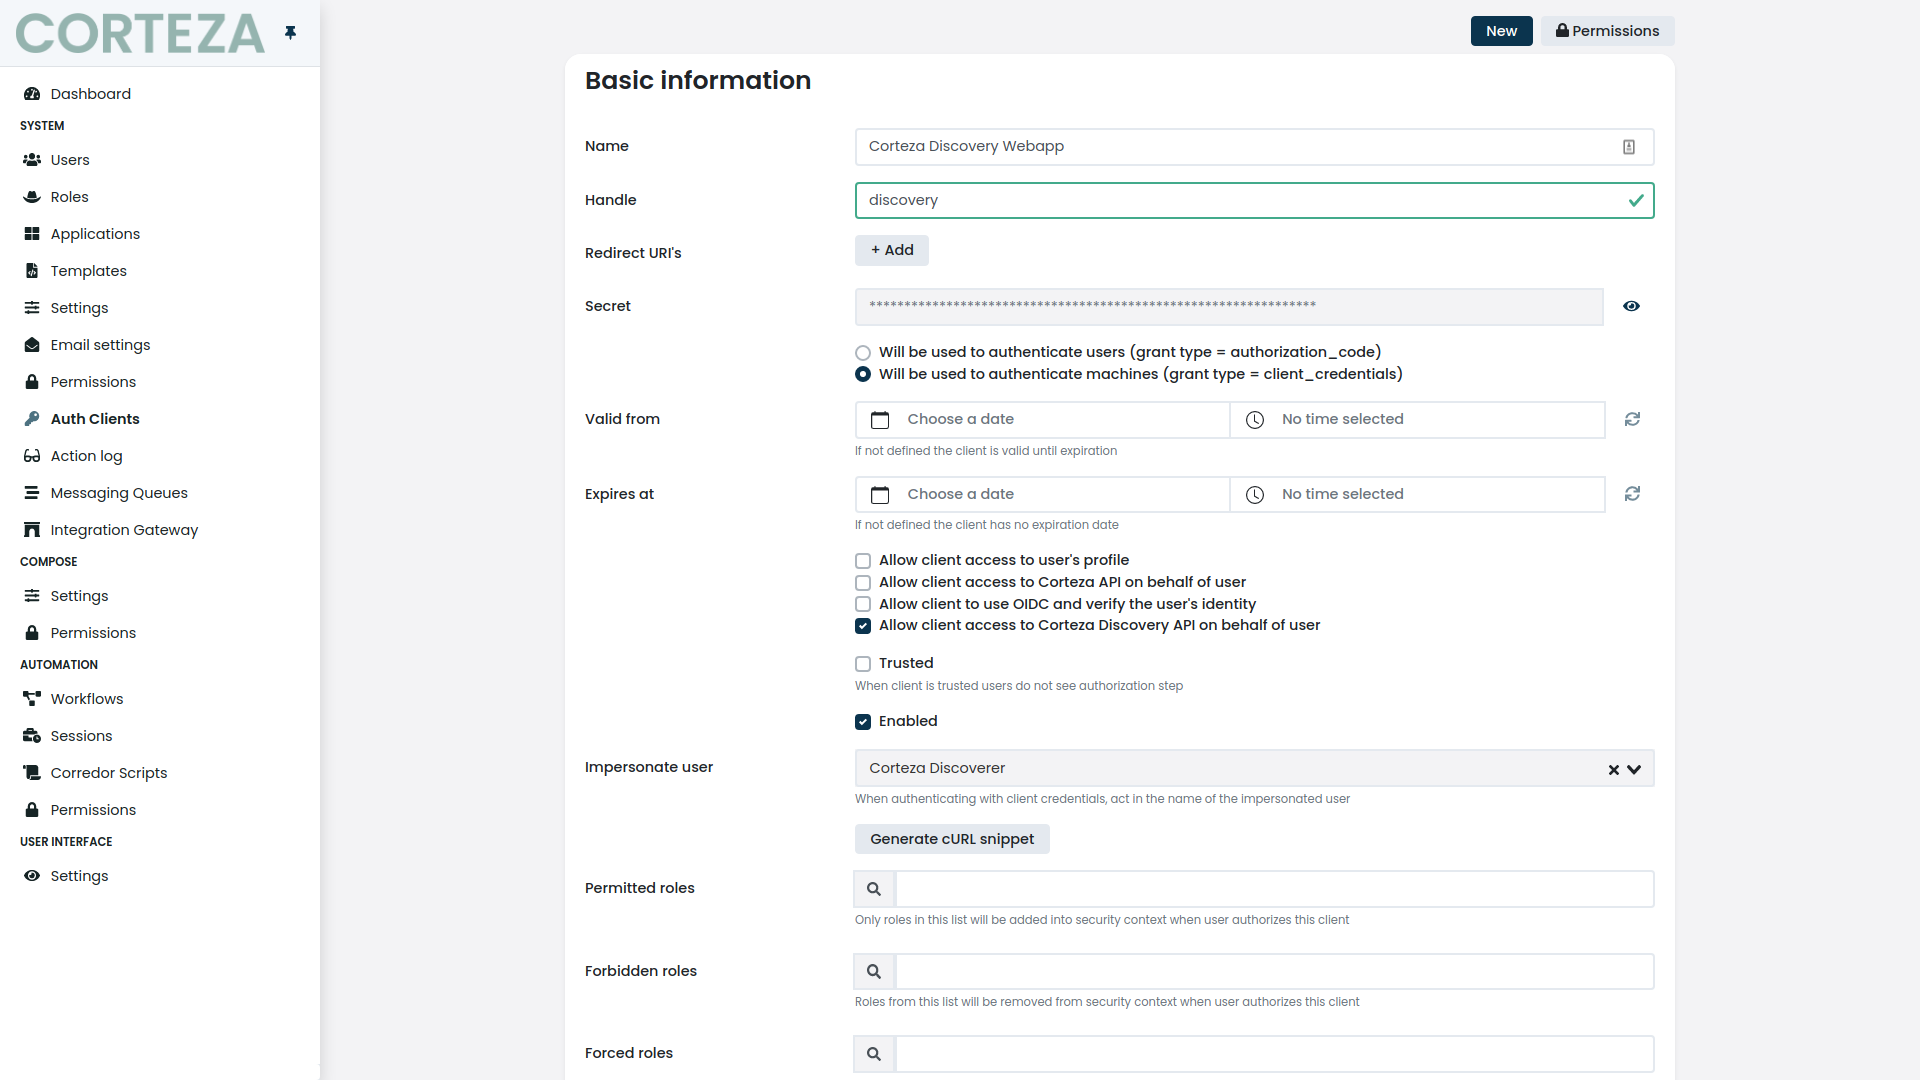 CORTEZA
Dashboard
SYSTEM
Users
Roles
Applications
Templates
Settings
Email settings
Permissions
Auth Clients
Action log
Messaging Queues
Integration Gateway
COMPOSE
Settings
Permissions
AUTOMATION
Workflows
Sessions
Corredor Scripts
Permissions
USER INTERFACE
Settings
New
Permissions
Basic information
Name
Corteza Discovery Webapp
Handle
discovery
Redirect URI's
+ Add
Secret
****************************************************************
Will be used to authenticate users (grant type = authorization_code)
Will be used to authenticate machines (grant type = client_credentials)
Valid from
Choose a date
No time selected
If not defined the client is valid until expiration
Expires at
Choose a date
No time selected
If not defined the client has no expiration date
Allow client access to user's profile
Allow client access to Corteza API on behalf of user
Allow client to use OIDC and verify the user's identity
Allow client access to Corteza Discovery API on behalf of user
Trusted
When client is trusted users do not see authorization step
Enabled
Impersonate user
Corteza Discoverer
When authenticating with client credentials, act in the name of the impersonated user
Generate cURL snippet
Permitted roles
Only roles in this list will be added into security context when user authorizes this client
Forbidden roles
Roles from this list will be removed from security context when user authorizes this client
Forced roles